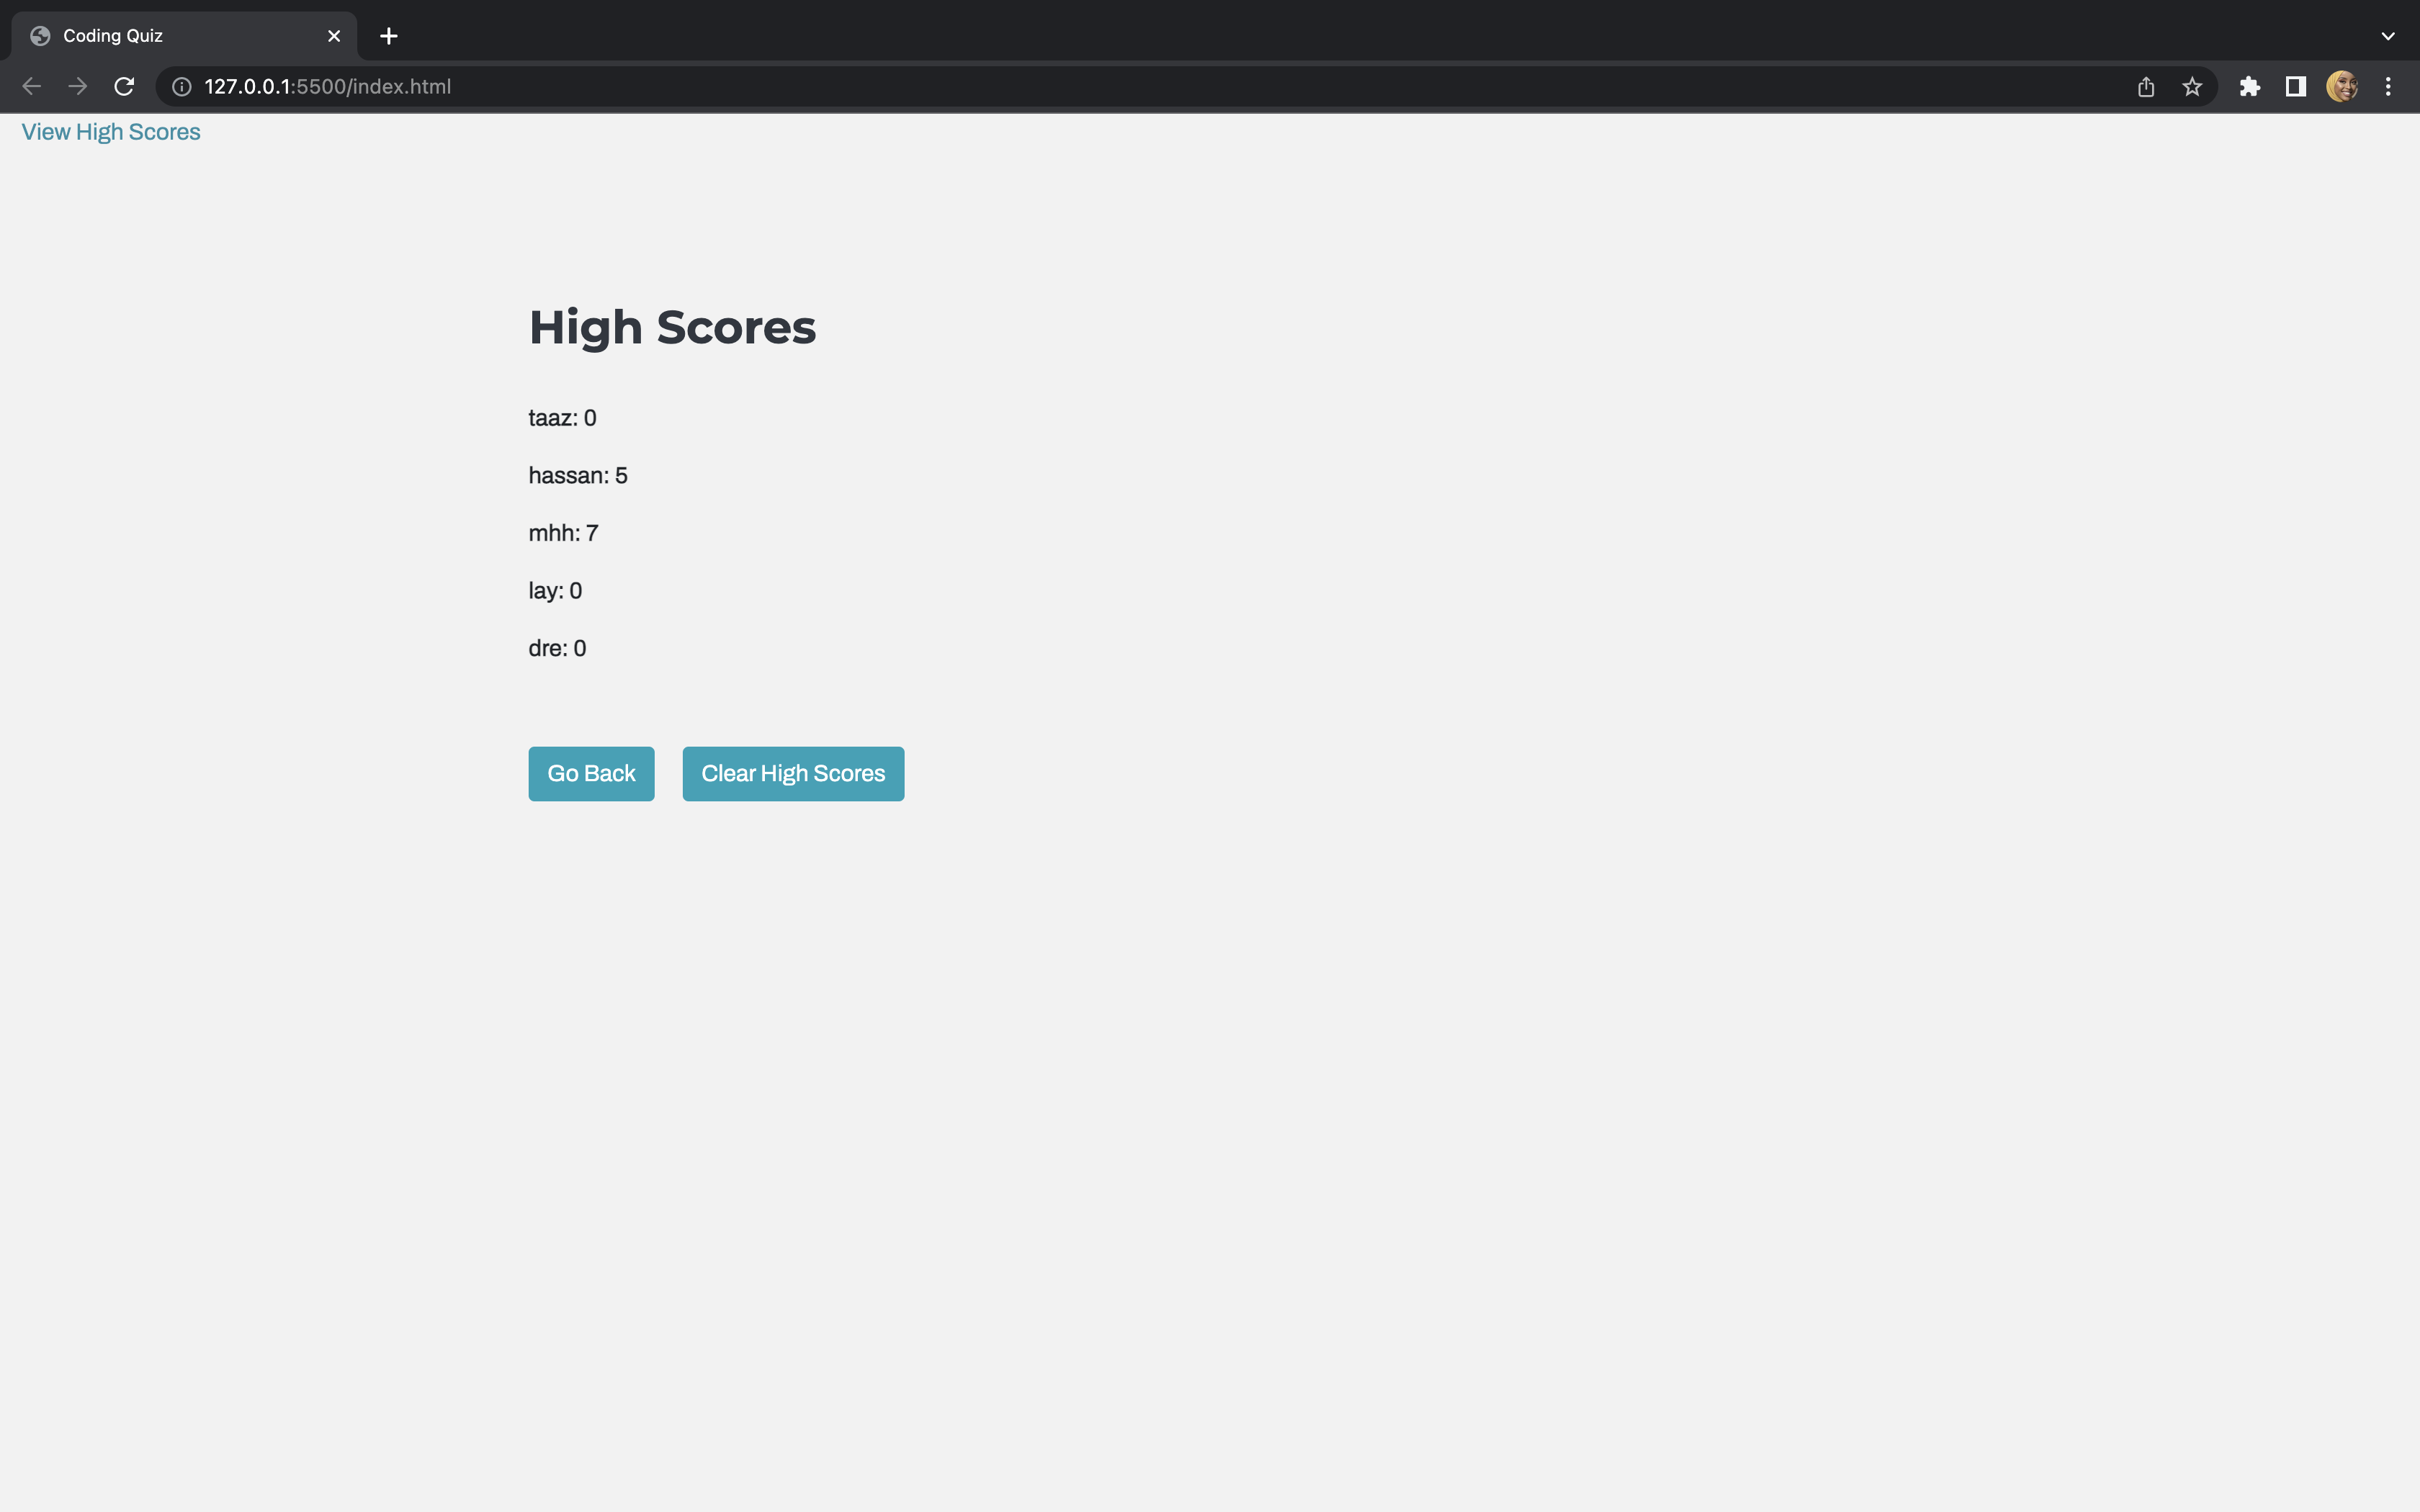 Coding Quiz
127.0.0.1:5500/index.html
View High Scores
High Scores
taaz: 0
hassan: 5
mhh: 7
lay: 0
dre: 0
Go Back Clear High Scores